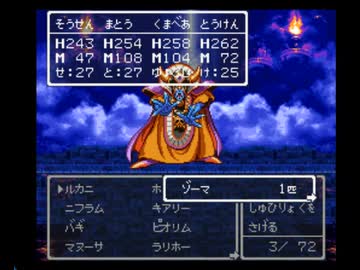 そうせん まとう くまべあ とうけん
H243 H254 H258 H262
M 47 M108 M104 M 72
せ:27 と:27 ゆ け:25
▶ルカニ ホ
ゾーマ 1匹
ニフラム キアリー
しゅびりょくを
バギ ピオリム
さげる
マヌーサ ラリホー
3/ 72